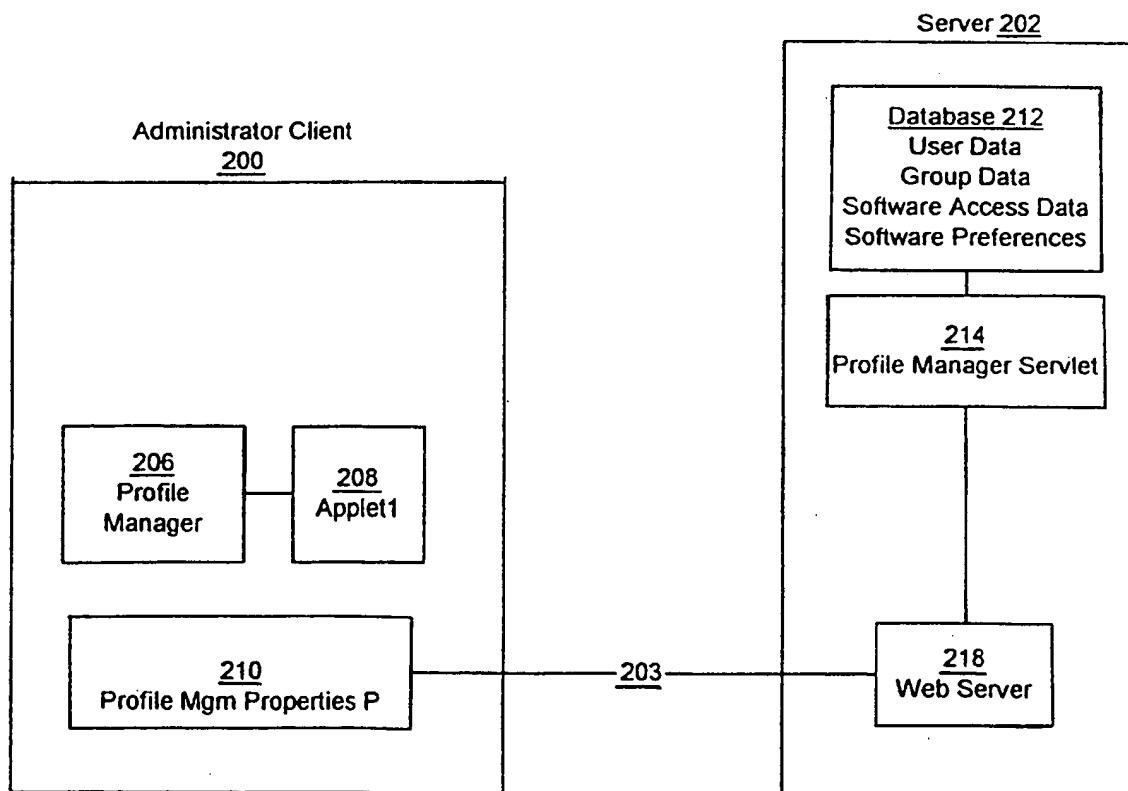 Server 202
Database 212
User Data
Group Data
Software Access Data
Software Preferences
214
Profile Manager Servlet
Administrator Client
200
206
Profile
Manager
208
Applet1
210
Profile Mgm Properties P
203
218
Web Server